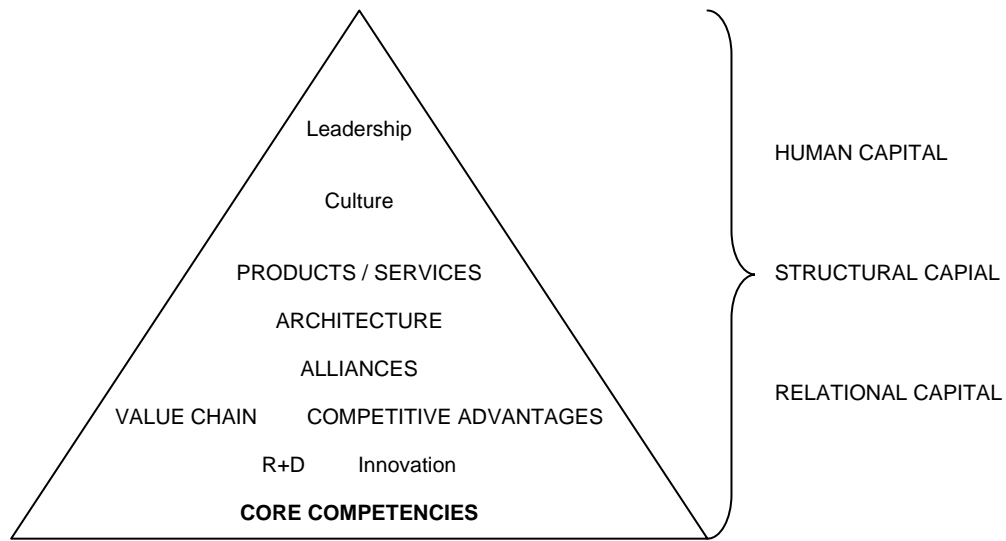 Leadership
HUMAN CAPITAL
Culture
PRODUCTS / SERVICES
STRUCTURAL CAPIAL
ARCHITECTURE
ALLIANCES
RELATIONAL CAPITAL
VALUE CHAIN COMPETITIVE ADVANTAGES
R+D Innovation
CORE COMPETENCIES